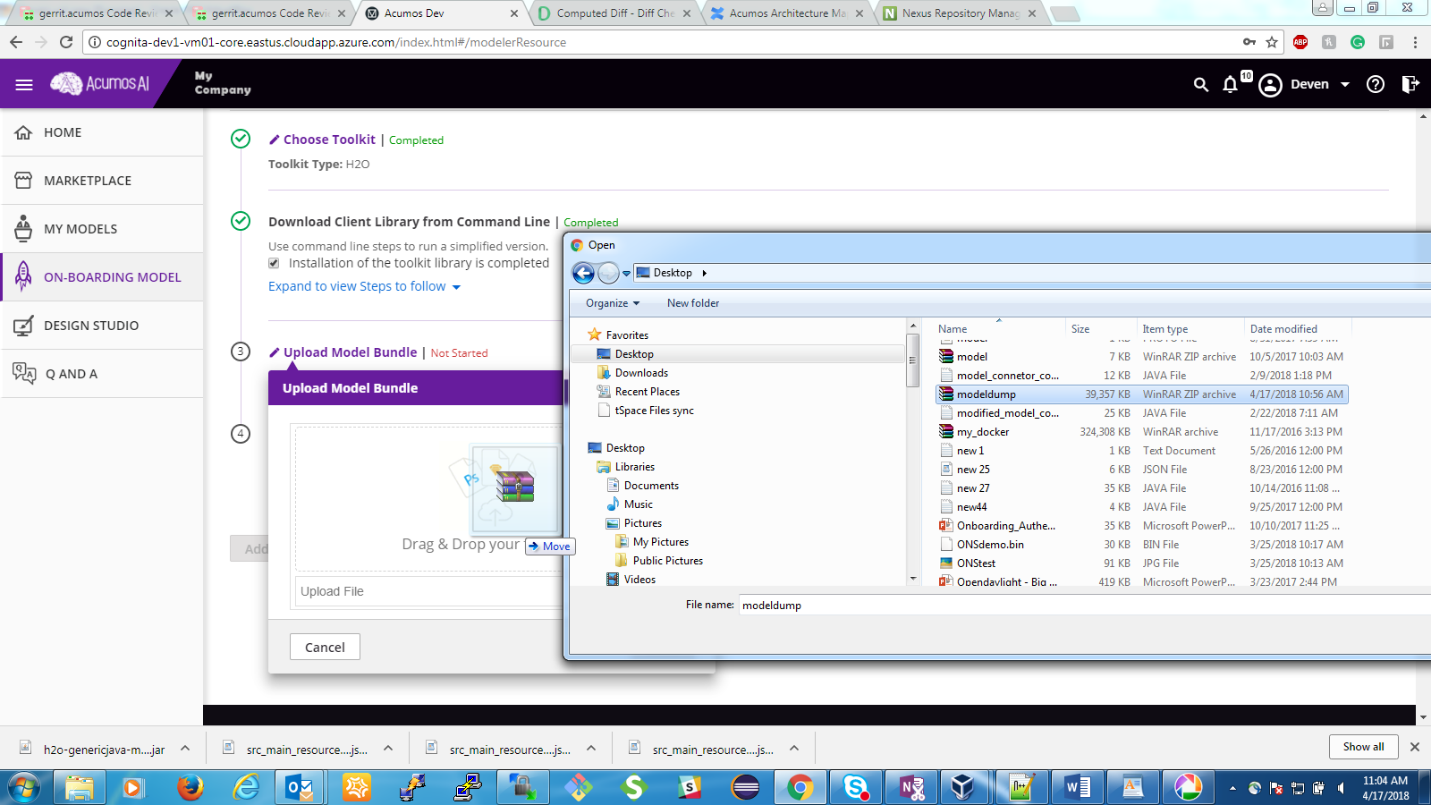 gerrit.acumos Code Revi
gerrit.acumos Code Revie
Acumos Dev
Computed Diff - Diff Che
Acumos Architecture Ma
Nexus Repository Manag
cognita-dev1-vm01-core.eastus.cloudapp.azure.com/index.html#/modelerResource
ABP
Acumos AI
My
Company
10
Deven
HOME
MARKETPLACE
MY MODELS
ON-BOARDING MODEL
DESIGN STUDIO
Q AND A
Choose Toolkit | Completed
Toolkit Type: H2O
Download Client Library from Command Line | Completed
Use command line steps to run a simplified version.
Installation of the toolkit library is completed
Expand to view Steps to follow
3
Upload Model Bundle | Not Started
Upload Model Bundle
4
Ps
Drag & Drop your
Move
Add
Upload File
Cancel
Open
Desktop
Organize
New folder
Favorites
Desktop
Downloads
Recent Places
tSpace Files sync
Desktop
Libraries
Documents
Music
Pictures
My Pictures
Public Pictures
Videos
Name Size Item type Date modified
model 7 KB WinRAR ZIP archive 10/5/2017 10:03 AM
model_connetor_co... 12 KB JAVA File 2/9/2018 1:18 PM
modeldump 39,357 KB WinRAR ZIP archive 4/17/2018 10:56 AM
modified_model_co... 25 KB JAVA File 2/22/2018 7:11 AM
my_docker 324,308 KB WinRAR archive 11/17/2016 3:13 PM
new 1 1 KB Text Document 5/26/2016 12:00 PM
new 25 6 KB JSON File 8/23/2016 12:00 PM
new 27 35 KB JAVA File 10/14/2016 11:08 ...
new44 4 KB JAVA File 9/25/2017 12:00 PM
Onboarding_Authe... 35 KB Microsoft PowerP... 10/10/2017 11:25 ...
ONSdemo.bin 30 KB BIN File 3/25/2018 10:17 AM
ONStest 91 KB JPG File 3/25/2018 10:13 AM
Opendaylight - Big ... 419 KB Microsoft PowerP... 3/23/2017 2:44 PM
File name: modeldump
h2o-genericjava-m....jar
src_main_resource....js...
src_main_resource....js...
src_main_resource....js...
Show all
11:04 AM
4/17/2018